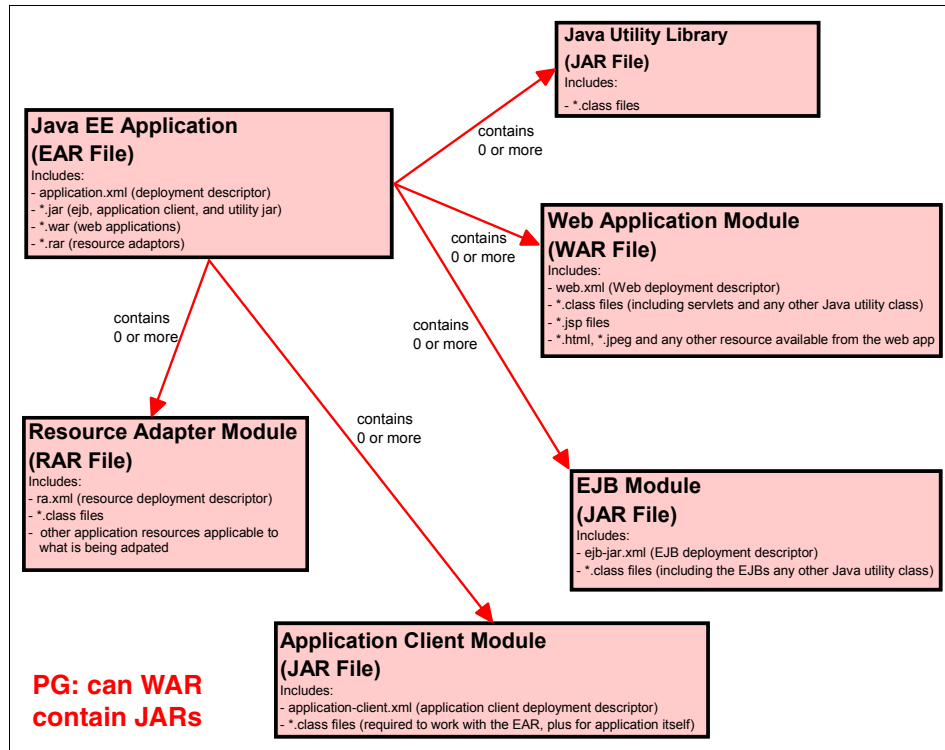 Java Utility Library
(JAR File)
Includes:
- *.class files
Java EE Application
(EAR File)
Includes:
- application.xml (deployment descriptor)
- *.jar (ejb, application client, and utility jar)
- *.war (web applications)
- *.rar (resource adaptors)
contains
0 or more
contains
0 or more
Web Application Module
(WAR File)
Includes:
- web.xml (Web deployment descriptor)
- *.class files (including servlets and any other Java utility class)
- *.jsp files
- *.html, *.jpeg and any other resource available from the web app
contains
0 or more
contains
0 or more
contains
0 or more
Resource Adapter Module
(RAR File)
Includes:
- ra.xml (resource deployment descriptor)
- *.class files
- other application resources applicable to
what is being adpated
EJB Module
(JAR File)
Includes:
- ejb-jar.xml (EJB deployment descriptor)
- *.class files (including the EJBs any other Java utility class)
Application Client Module
(JAR File)
Includes:
- application-client.xml (application client deployment descriptor)
- *.class files (required to work with the EAR, plus for application itself)
PG: can WAR
contain JARs